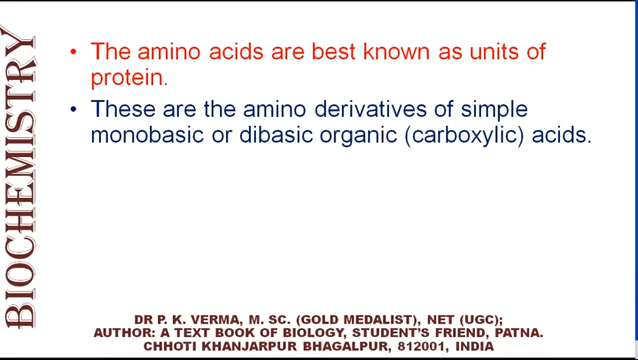 BIOCHEMISTRY
• The amino acids are best known as units of
protein.
• These are the amino derivatives of simple
monobasic or dibasic organic (carboxylic) acids.
DR P. K. VERMA, M. SC. (GOLD MEDALIST), NET (UGC);
AUTHOR: A TEXT BOOK OF BIOLOGY, STUDENT'S FRIEND, PATNA.
CHHOTI KHANJARPUR BHAGALPUR, 812001, INDIA